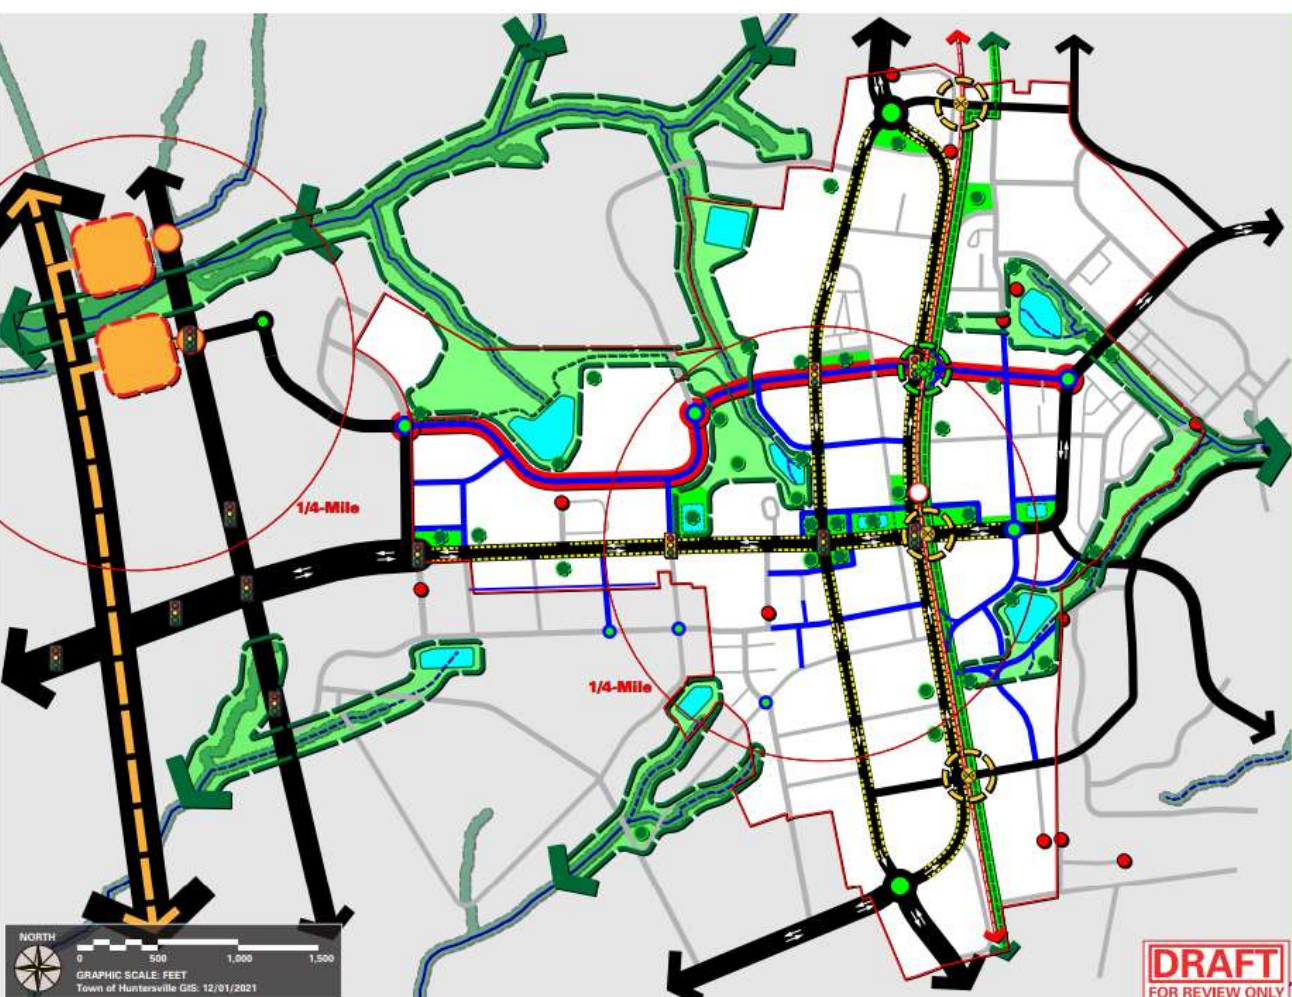 1/4-Mile
1/4-Mile
NORTH
0 500 1,000 1,500
GRAPHIC SCALE: FEET
Town of Huntersville GIS: 12/01/2021
DRAFT
FOR REVIEW ONLY